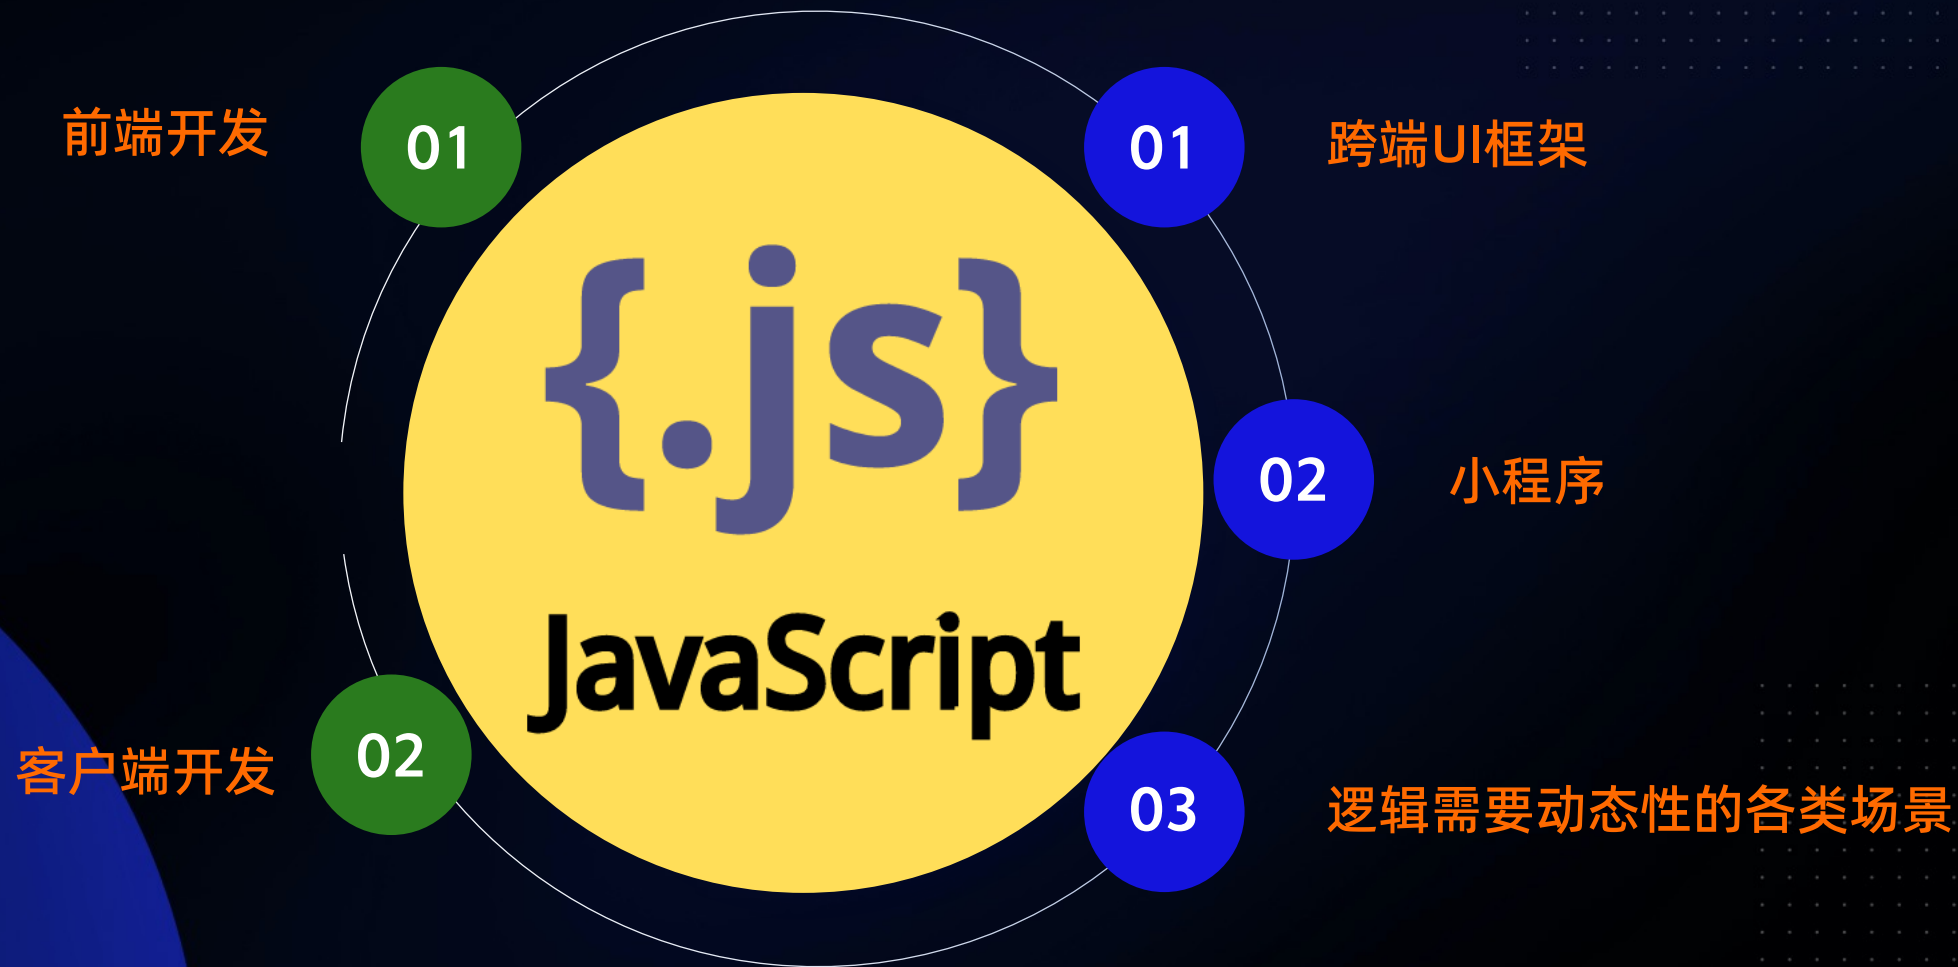 前端开发
01
客户端开发
02
{.js}
JavaScript
01
跨端UI框架
02
小程序
03
逻辑需要动态性的各类场景